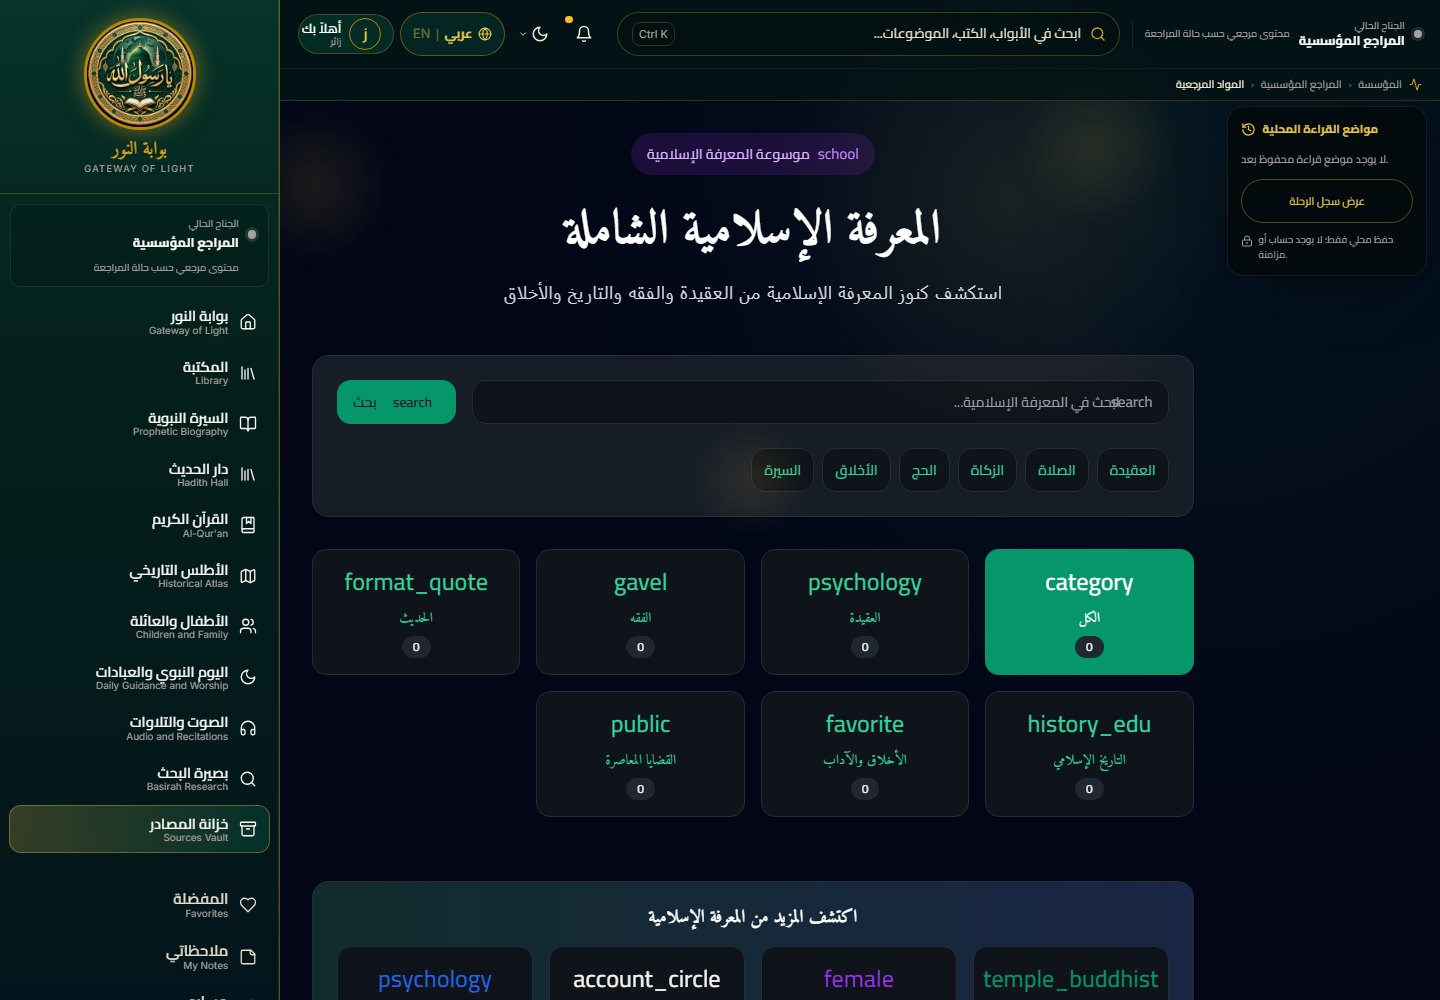 الجناح الحالي
المراجع المؤسسية
محتوى مرجعي حسب حالة المراجعة
ابحث في الأبواب، الكتب، الموضوعات...
Ctrl K
عربي | EN
ز
أهلاً بك
زائر
المؤسسة › المراجع المؤسسية › المواد المرجعية
يا رسول الله
بوابة النور
GATEWAY OF LIGHT
الجناح الحالي
المراجع المؤسسية
محتوى مرجعي حسب حالة المراجعة
بوابة النور
Gateway of Light
المكتبة
Library
السيرة النبوية
Prophetic Biography
دار الحديث
Hadith Hall
القرآن الكريم
Al-Qur'an
الأطلس التاريخي
Historical Atlas
الأطفال والعائلة
Children and Family
اليوم النبوي والعبادات
Daily Guidance and Worship
الصوت والتلاوات
Audio and Recitations
بصيرة البحث
Basirah Research
خزانة المصادر
Sources Vault
المفضلة
Favorites
ملاحظاتي
My Notes
مواضع القراءة المحلية
لا يوجد موضع قراءة محفوظ بعد.
عرض سجل الرحلة
حفظ محلي فقط؛ لا يوجد حساب أو
مزامنة.
school موسوعة المعرفة الإسلامية
المعرفة الإسلامية الشاملة
استكشف كنوز المعرفة الإسلامية من العقيدة والفقه والتاريخ والأخلاق
search
ابحث في المعرفة الإسلامية...
search بحث
العقيدة
الصلاة
الزكاة
الحج
الأخلاق
السيرة
category
الكل
0
psychology
العقيدة
0
gavel
الفقه
0
format_quote
الحديث
0
history_edu
التاريخ الإسلامي
0
favorite
الأخلاق والآداب
0
public
القضايا المعاصرة
0
اكتشف المزيد من المعرفة الإسلامية
temple_buddhist
female
account_circle
psychology